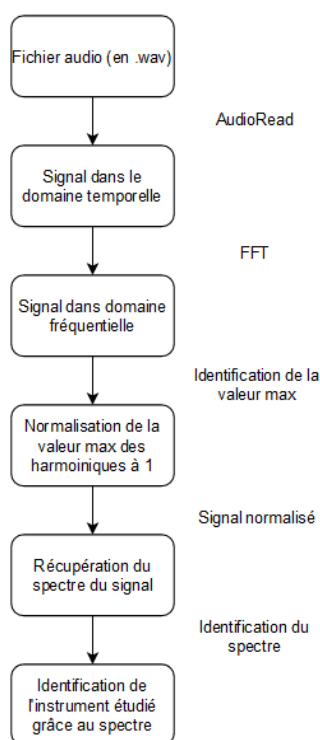 Fichier audio (en .wav)
AudioRead
Signal dans le
domaine temporelle
FFT
Signal dans domaine
fréquentielle
Identification de la
valeur max
Normalisation de la
valeur max des
harmoiniques à 1
Signal normalisé
Récupération du
spectre du signal
Identification du
spectre
Identification de
l'instrument étudié
grâce au spectre